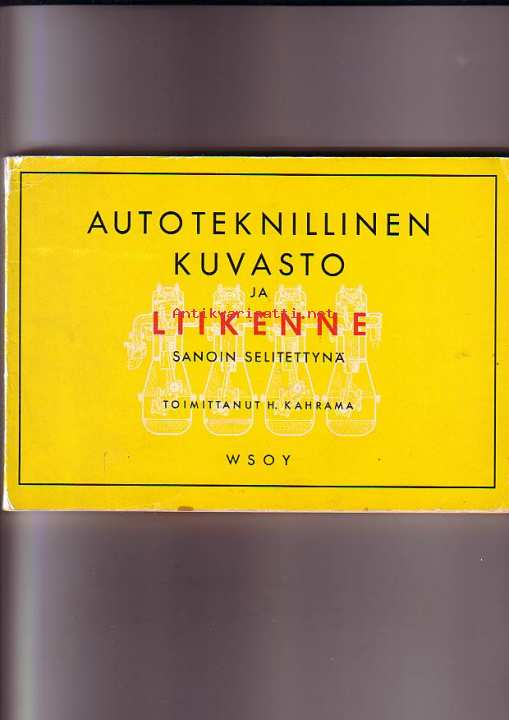 AUTOTEKNILLINEN
KUVASTO
JA
Antikvariaatti.net
LIIKENNE
SANOIN SELITETTYNÄ
TOIMITTANUT H. KAHRAMA
WSOY